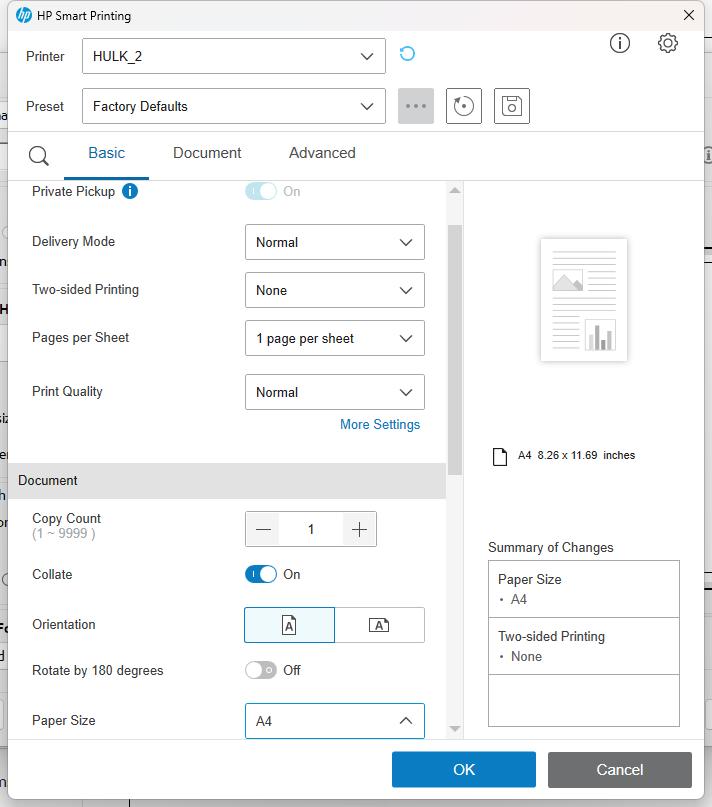 HP Smart Printing
Printer
HULK_2
Preset
Factory Defaults
Basic
Document
Advanced
Private Pickup
On
Delivery Mode
Normal
Two-sided Printing
None
Pages per Sheet
1 page per sheet
Print Quality
Normal
More Settings
Document
Copy Count
(1 ~ 9999 )
1
Collate
On
Orientation
Rotate by 180 degrees
Off
Paper Size
A4
A4 8.26 x 11.69 inches
Summary of Changes
Paper Size
• A4
Two-sided Printing
• None
OK
Cancel